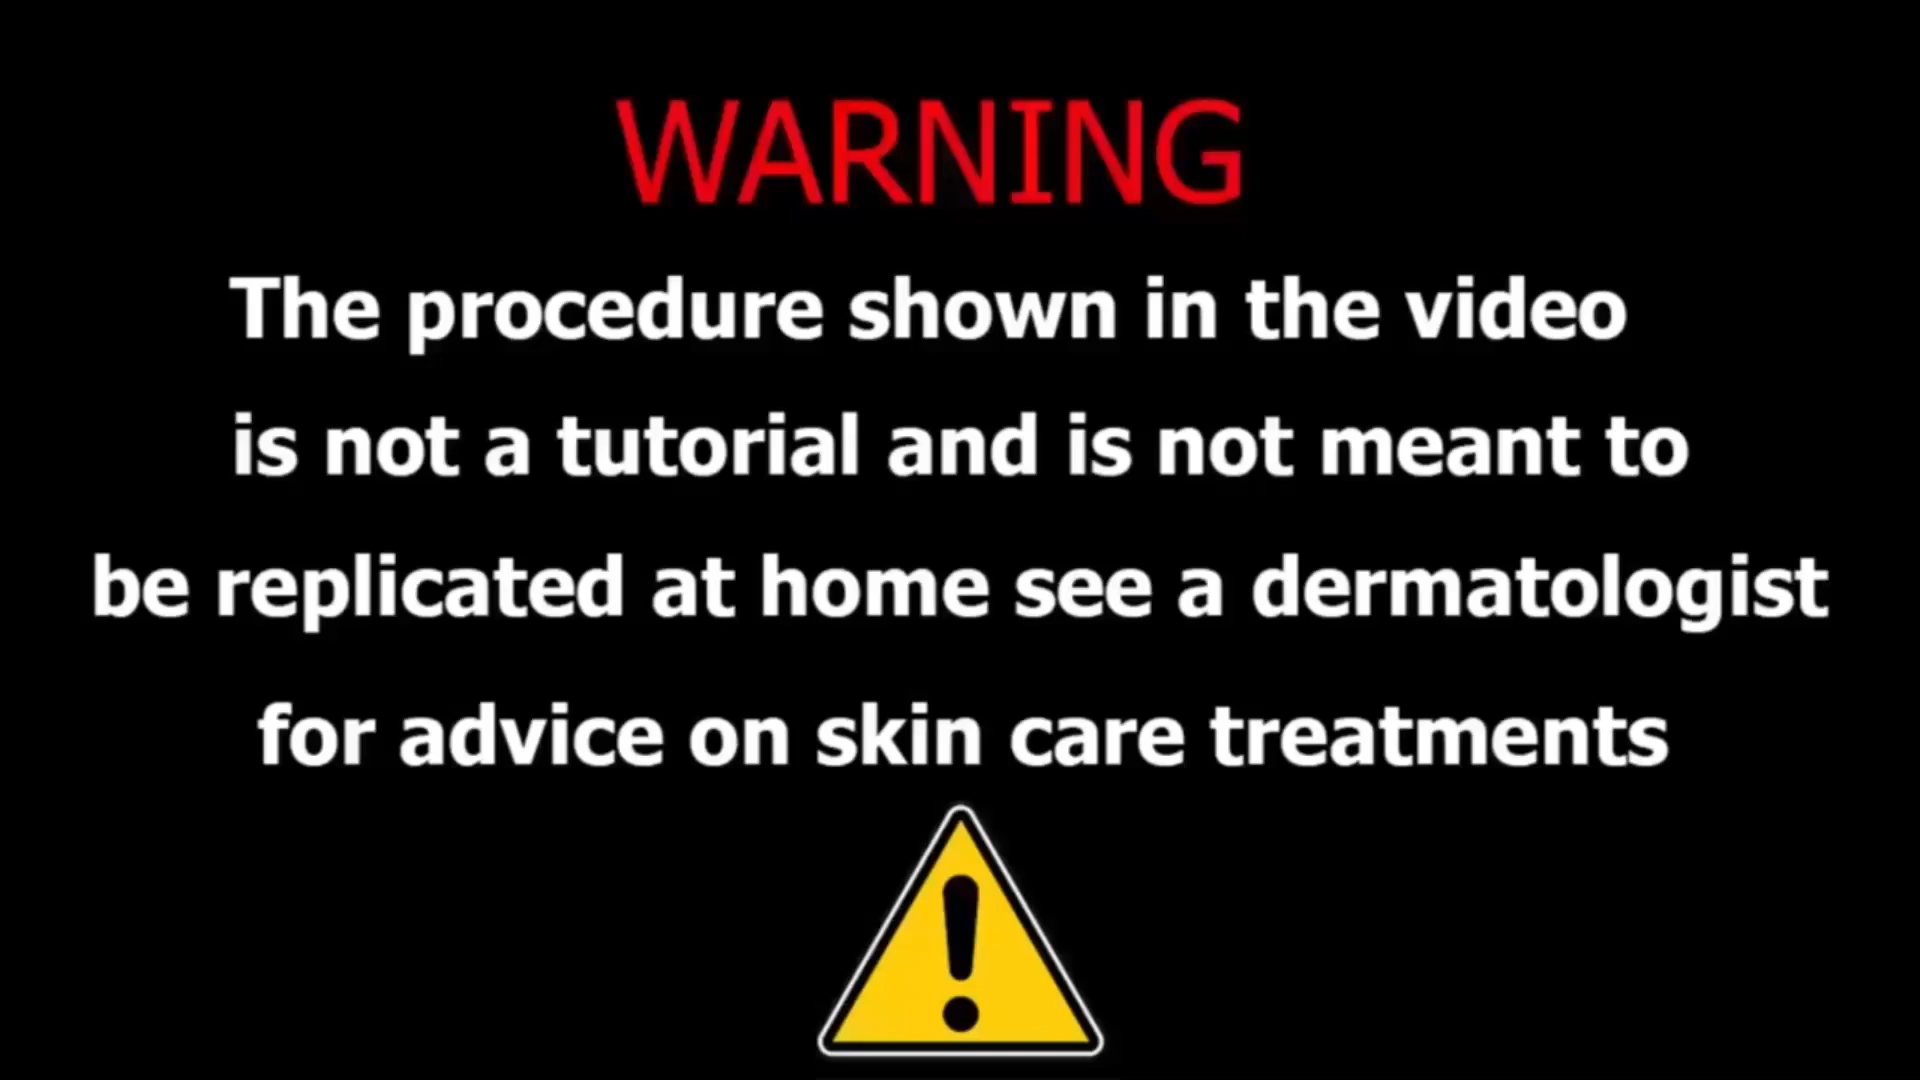 WARNING
The procedure shown in the video
is not a tutorial and is not meant to
be replicated at home see a dermatologist
for advice on skin care treatments